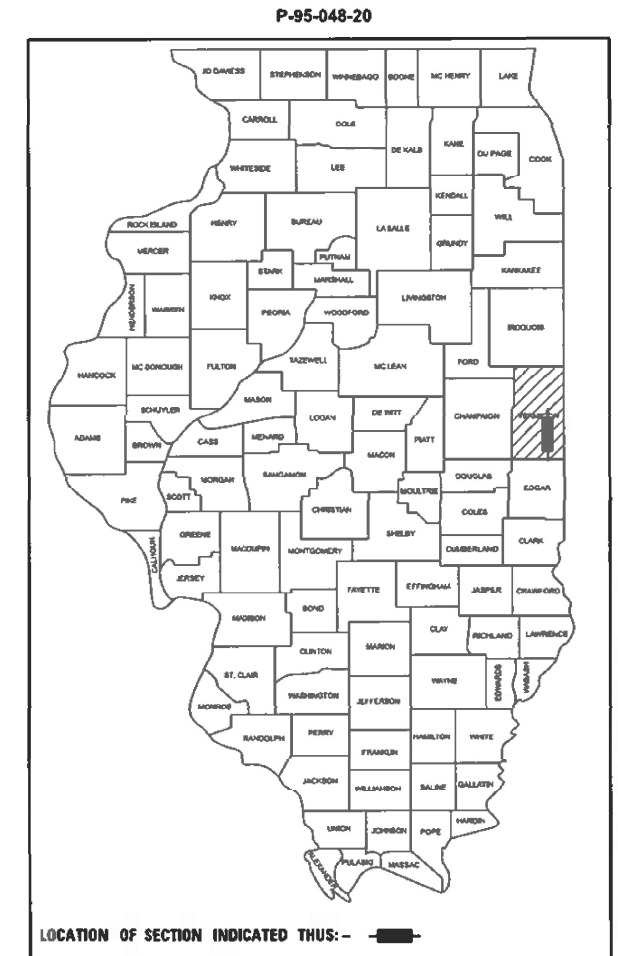 P-95-048-20
JO DAVIESS STEPHENSON WINNEBAGO BOONE MC HENRY LAKE
CARROLL OGLE DE KALB KANE DU PAGE COOK
WHITESIDE LEE KENDALL WILL
ROCK ISLAND HENRY BUREAU LA SALLE GRUNDY
MERCER PUTNAM KANKAKEE
STARK MARSHALL
HENDERSON WARREN KNOX PEORIA WOODFORD LIVINGSTON IROQUOIS
HANCOCK MC DONOUGH FULTON TAZEWELL MC LEAN FORD
SCHUYLER MASON LOGAN DE WITT CHAMPAIGN VERMILION
ADAMS BROWN CASS MENARD MACON PIATT
PIKE SCOTT MORGAN SANGAMON MOULTRIE DOUGLAS EDGAR
CHRISTIAN COLES
CALHOUN GREENE MACOUPIN MONTGOMERY SHELBY CUMBERLAND CLARK
JERSEY FAYETTE EFFINGHAM JASPER CRAWFORD
MADISON BOND
CLAY RICHLAND LAWRENCE
CLINTON MARION
ST. CLAIR WASHINGTON JEFFERSON WAYNE EDWARDS WABASH
MONROE
RANDOLPH PERRY HAMILTON WHITE
FRANKLIN
JACKSON WILLIAMSON SALINE GALLATIN
UNION JOHNSON POPE HARDIN
ALEXANDER PULASKI MASSAC
LOCATION OF SECTION INDICATED THUS:-